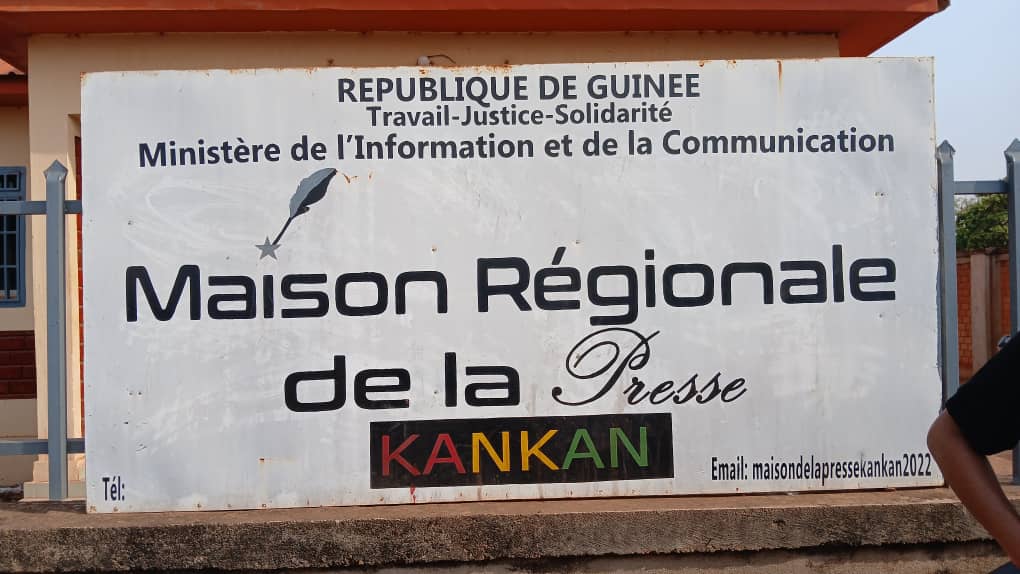 REPUBLIQUE DE GUINEE
Travail-Justice-Solidarité
Ministère de l'Information et de la Communication
Maison Régionale
de la Presse
KANKAN
Tél:
Email: maisondelapressekankan2022